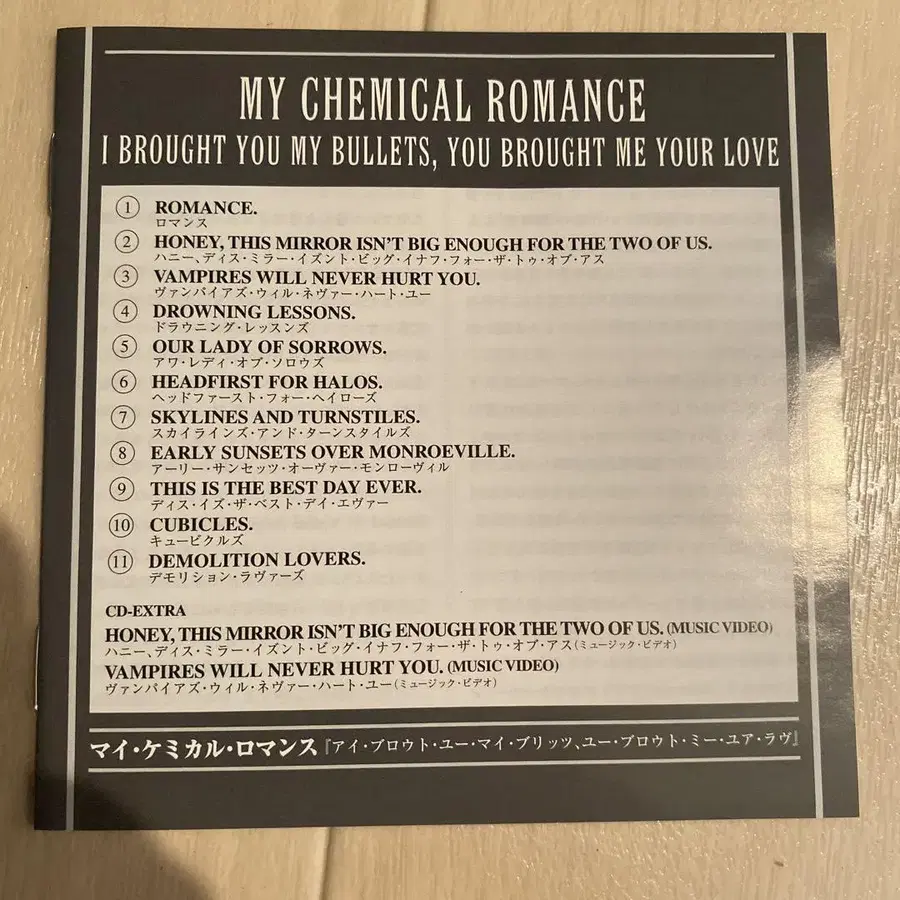 MY CHEMICAL ROMANCE
I BROUGHT YOU MY BULLETS, YOU BROUGHT ME YOUR LOVE
① ROMANCE.
ロマンス
② HONEY, THIS MIRROR ISN'T BIG ENOUGH FOR THE TWO OF US.
ハニー、ディス・ミラー・イズント・ビッグ・イナフ・フォー・ザ・トゥ・オブ・アス
③ VAMPIRES WILL NEVER HURT YOU.
ヴァンパイアズ・ウィル・ネヴァー・ハート・ユー
④ DROWNING LESSONS.
ドラウニング・レッスンズ
⑤ OUR LADY OF SORROWS.
アワ・レディ・オブ・ソロウズ
⑥ HEADFIRST FOR HALOS.
ヘッドファースト・フォー・ヘイローズ
⑦ SKYLINES AND TURNSTILES.
スカイラインズ・アンド・ターンスタイルズ
⑧ EARLY SUNSETS OVER MONROEVILLE.
アーリー・サンセッツ・オーヴァー・モンローヴィル
⑨ THIS IS THE BEST DAY EVER.
ディス・イズ・ザ・ベスト・デイ・エヴァー
⑩ CUBICLES.
キュービクルズ
⑪ DEMOLITION LOVERS.
デモリション・ラヴァーズ
CD-EXTRA
HONEY, THIS MIRROR ISN'T BIG ENOUGH FOR THE TWO OF US. (MUSIC VIDEO)
ハニー、ディス・ミラー・イズント・ビッグ・イナフ・フォー・ザ・トゥ・オブ・アス(ミュージック・ビデオ)
VAMPIRES WILL NEVER HURT YOU. (MUSIC VIDEO)
ヴァンパイアズ・ウィル・ネヴァー・ハート・ユー(ミュージック・ビデオ)
マイ・ケミカル・ロマンス『アイ・ブロウト・ユー・マイ・ブリッツ、ユー・ブロウト・ミー・ユア・ラヴ』